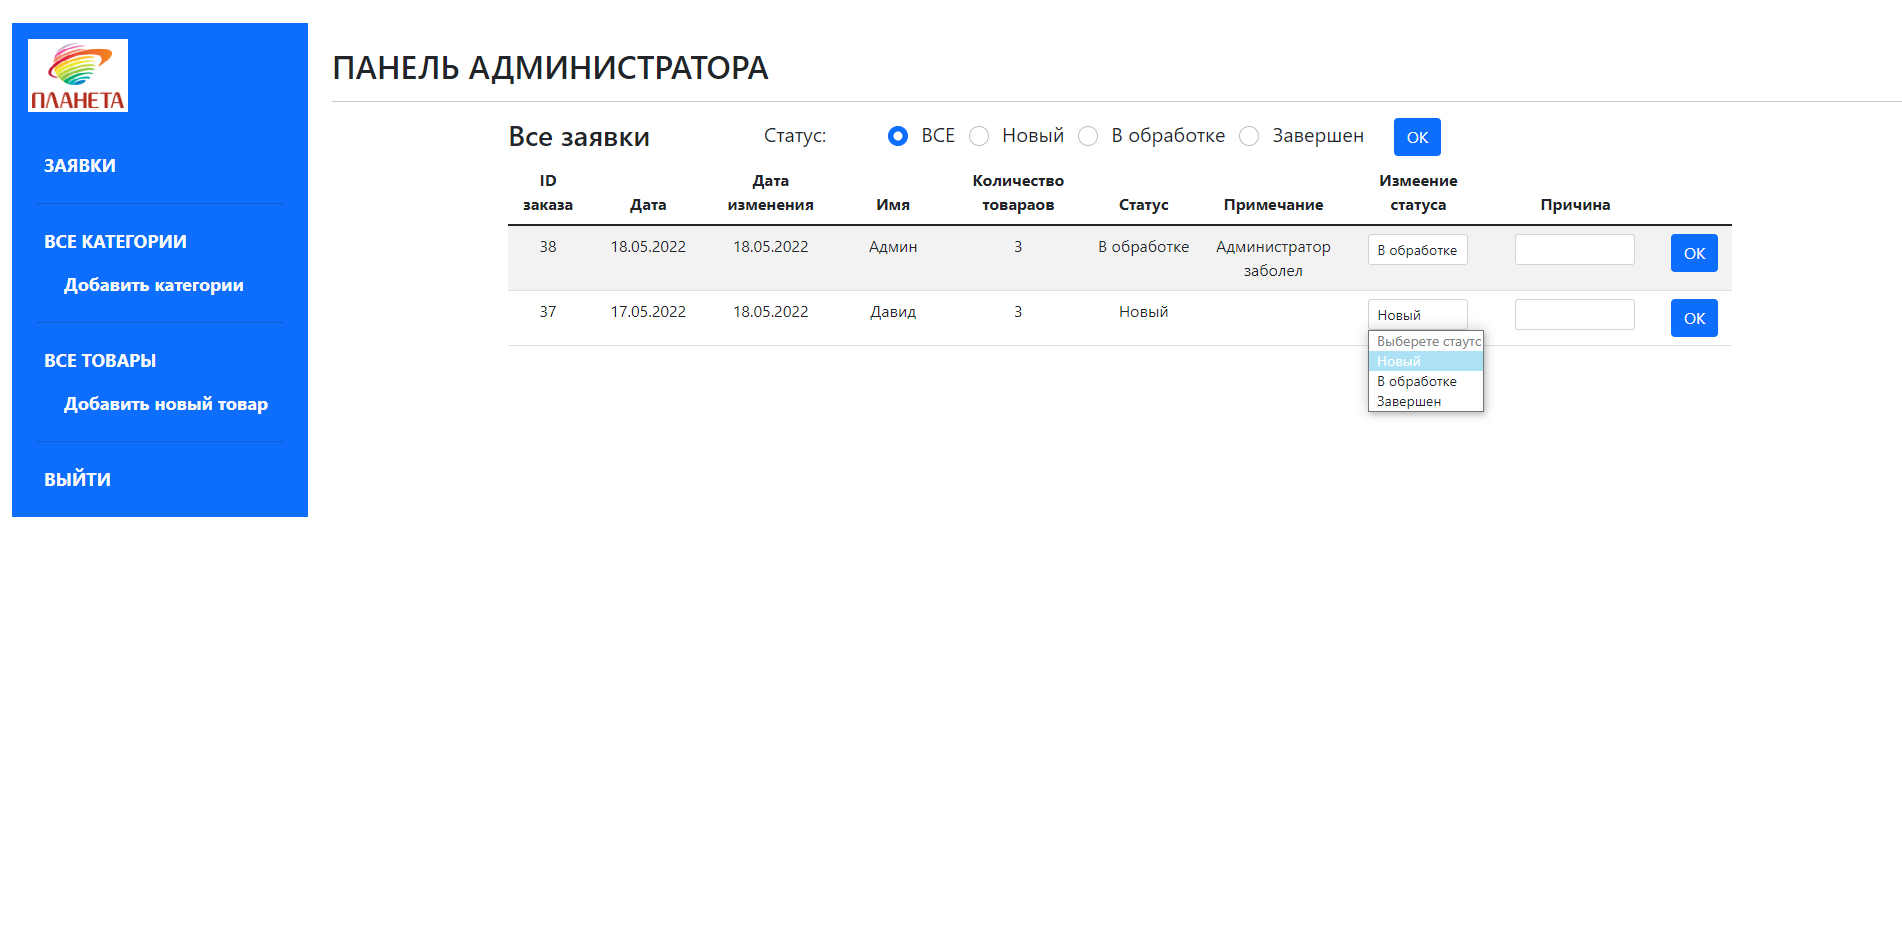 ПЛАНЕТА
ЗАЯВКИ
ВСЕ КАТЕГОРИИ
Добавить категории
ВСЕ ТОВАРЫ
Добавить новый товар
ВЫЙТИ
ПАНЕЛЬ АДМИНИСТРАТОРА
Все заявки Статус: ВСЕ Новый В обработке Завершен OK
ID Дата Количество Измеение
заказа Дата изменения Имя товараов Статус Примечание статуса Причина
38 18.05.2022 18.05.2022 Админ 3 В обработке Администратор В обработке OK
заболел
37 17.05.2022 18.05.2022 Давид 3 Новый Новый OK
Выберете стаутс
Новый
В обработке
Завершен